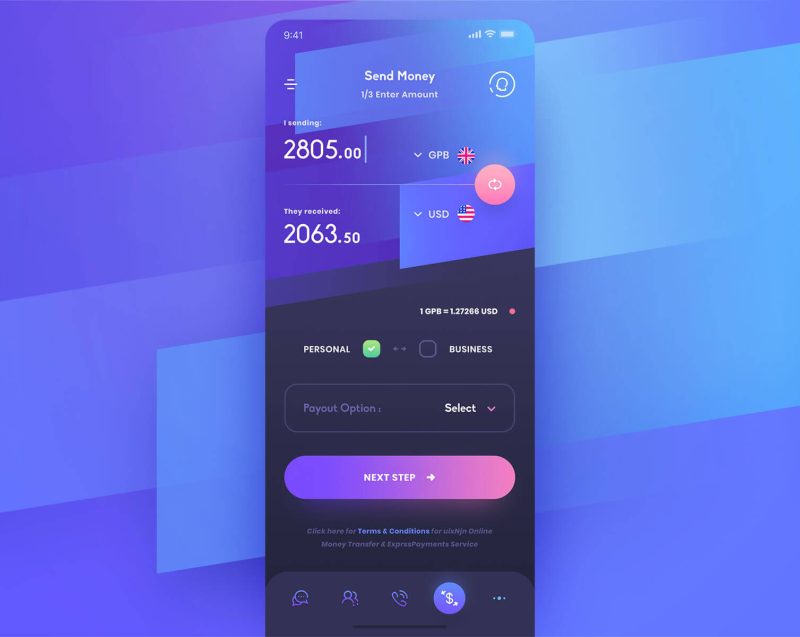 9:41
Send Money
1/3 Enter Amount
I sending:
2805.00
GPB
They received:
USD
2063.50
1 GPB = 1.27266 USD
PERSONAL
BUSINESS
Payout Option :
Select
NEXT STEP
Click here for Terms & Conditions for uixNjn Online
Money Transfer & ExprssPayments Service
$